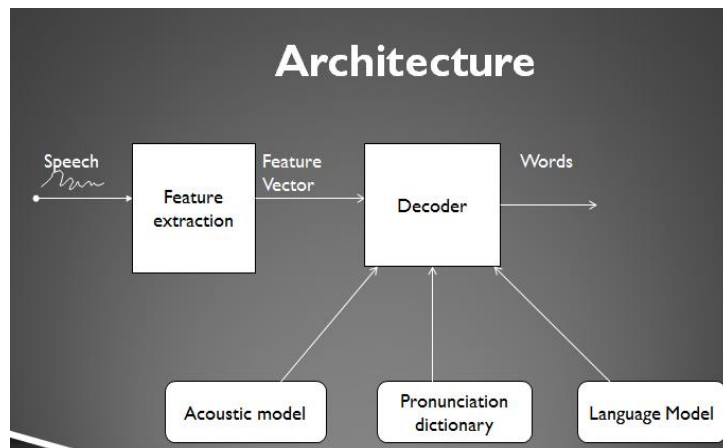 Architecture
Speech
Feature
Vector
Words
Feature
extraction
Decoder
Acoustic model
Pronunciation
dictionary
Language Model